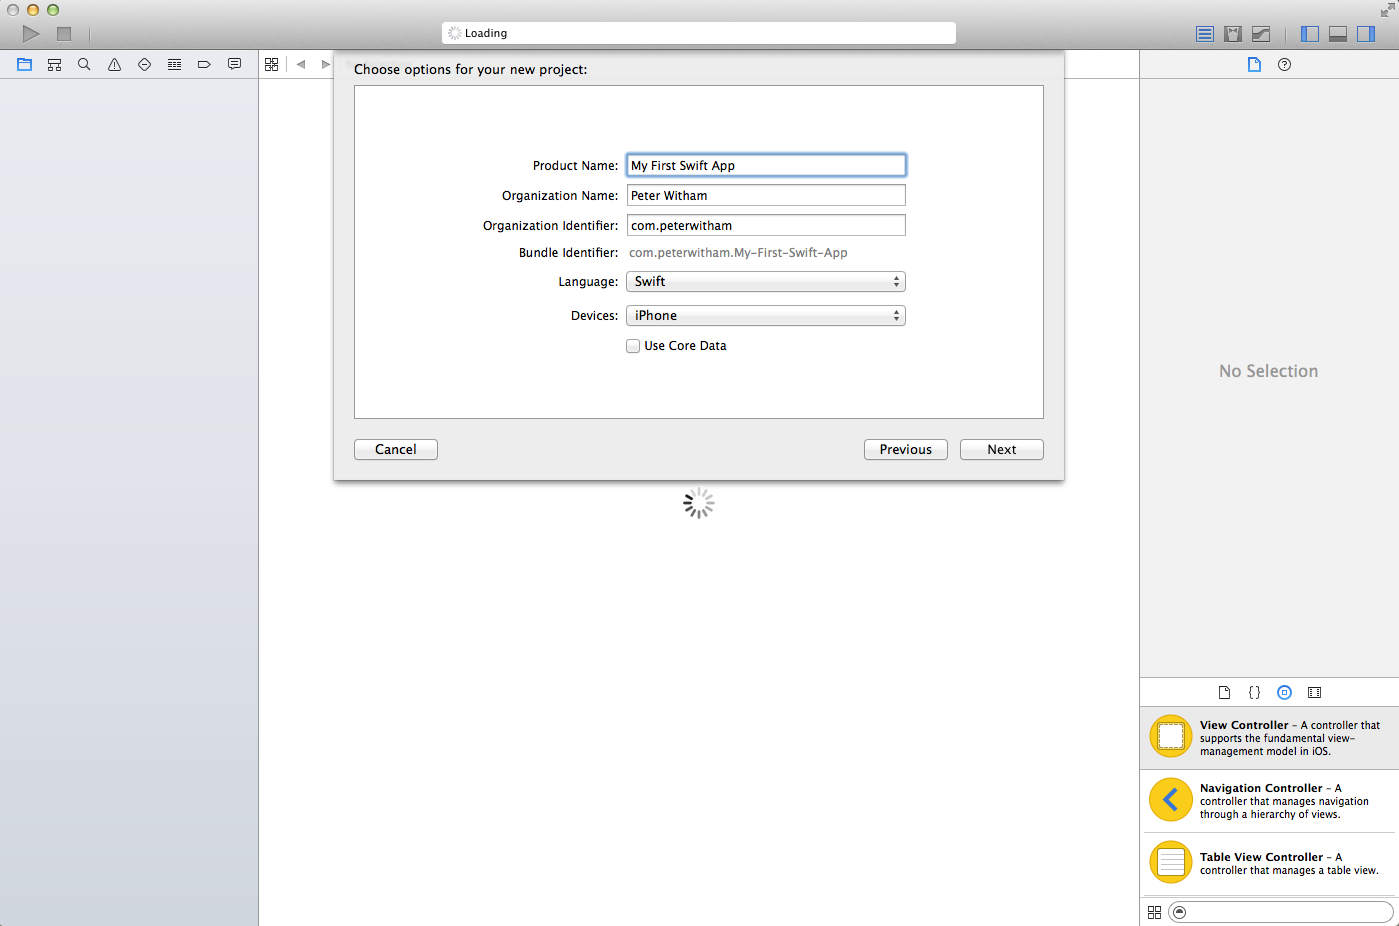 Loading
Choose options for your new project:
Product Name: My First Swift App
Organization Name: Peter Witham
Organization Identifier: com.peterwitham
Bundle Identifier: com.peterwitham.My-First-Swift-App
Language: Swift
Devices: iPhone
Use Core Data
Cancel Previous Next
No Selection
View Controller – A controller that
supports the fundamental view-
management model in iOS.
Navigation Controller – A
controller that manages navigation
through a hierarchy of views.
Table View Controller – A
controller that manages a table view.